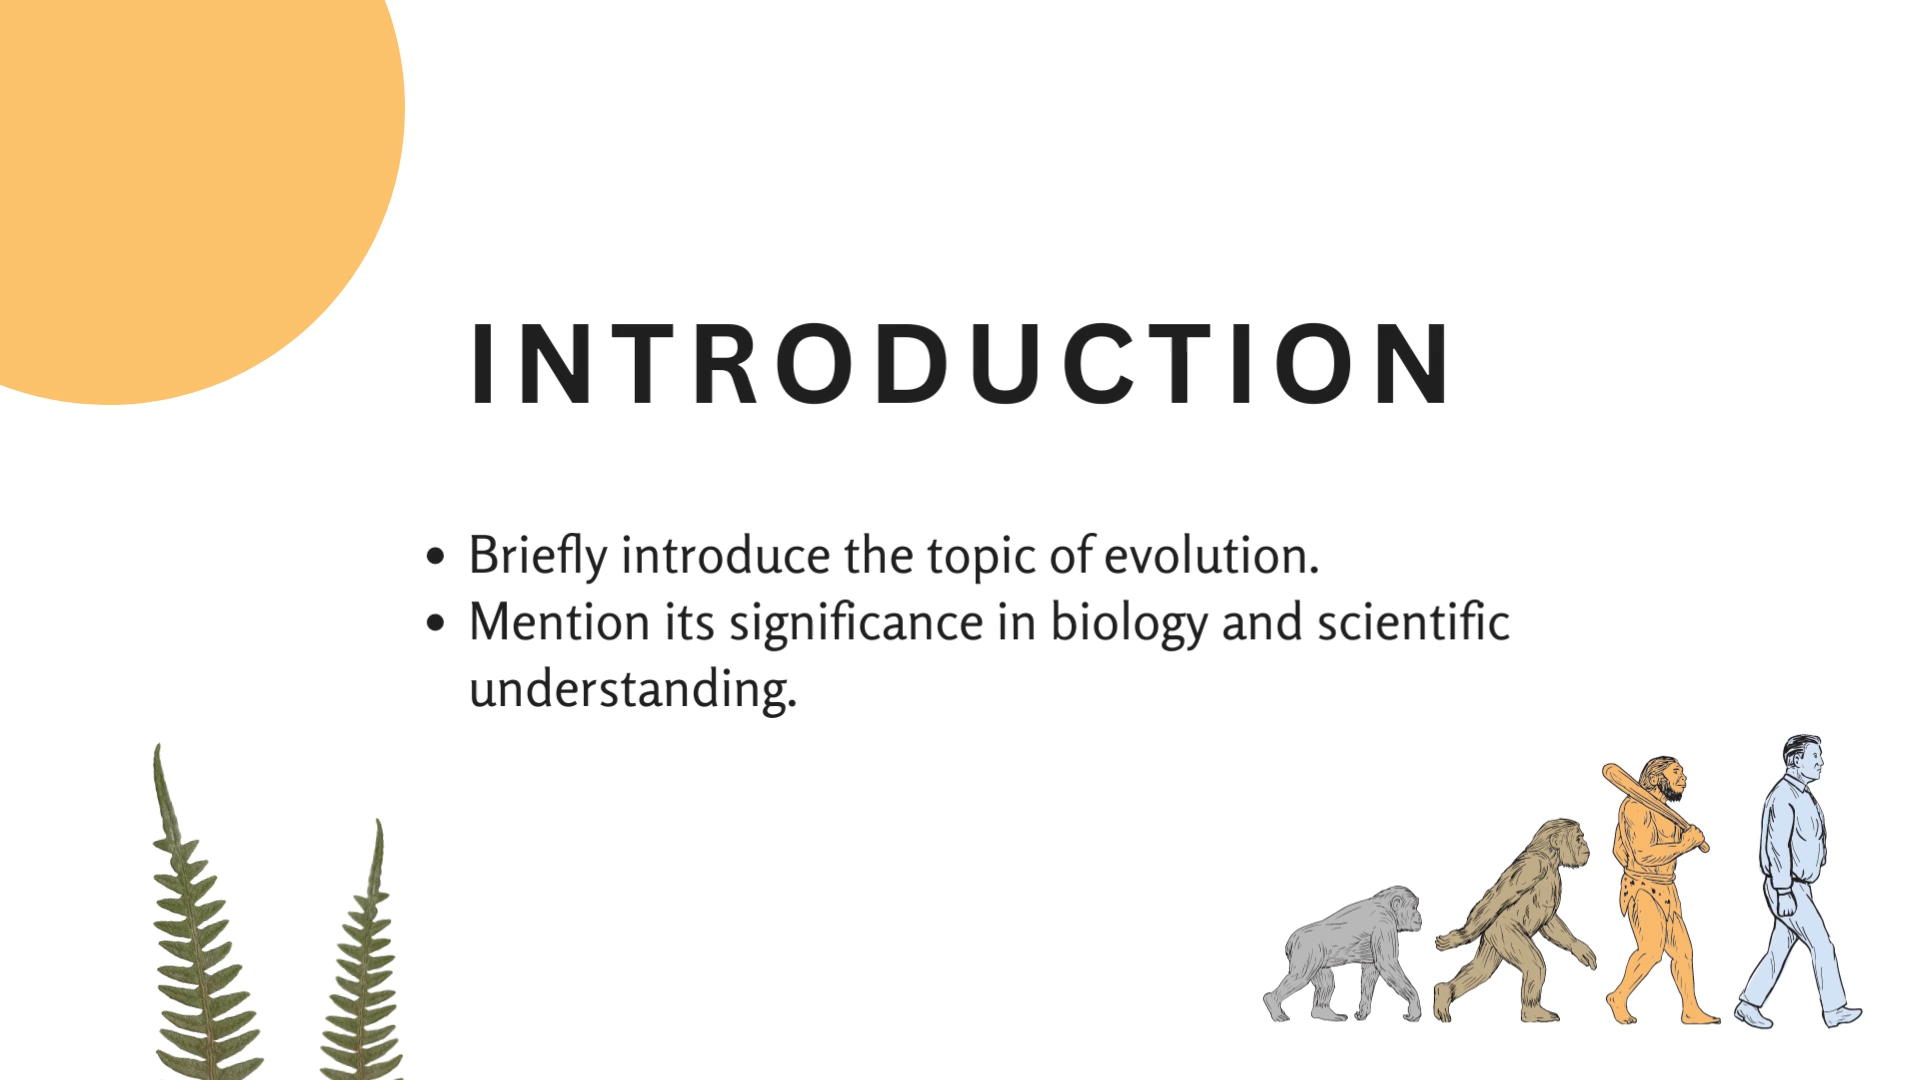 INTRODUCTION
• Briefly introduce the topic of evolution.
• Mention its significance in biology and scientific
understanding.